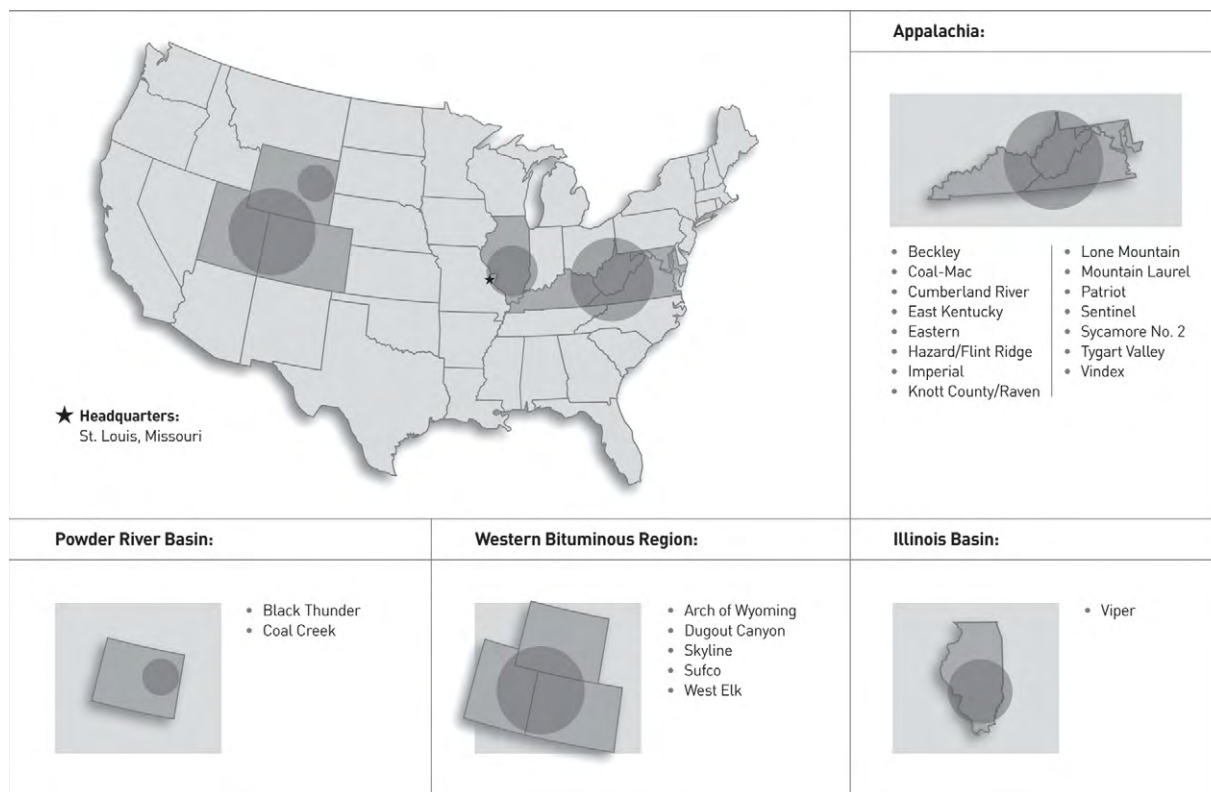 Appalachia:
• Beckley
• Coal-Mac
• Cumberland River
• East Kentucky
• Eastern
• Hazard/Flint Ridge
• Imperial
• Knott County/Raven
• Lone Mountain
• Mountain Laurel
• Patriot
• Sentinel
• Sycamore No. 2
• Tygart Valley
• Vindex
★ Headquarters:
St. Louis, Missouri
Powder River Basin:
• Black Thunder
• Coal Creek
Western Bituminous Region:
• Arch of Wyoming
• Dugout Canyon
• Skyline
• Sufco
• West Elk
Illinois Basin:
• Viper